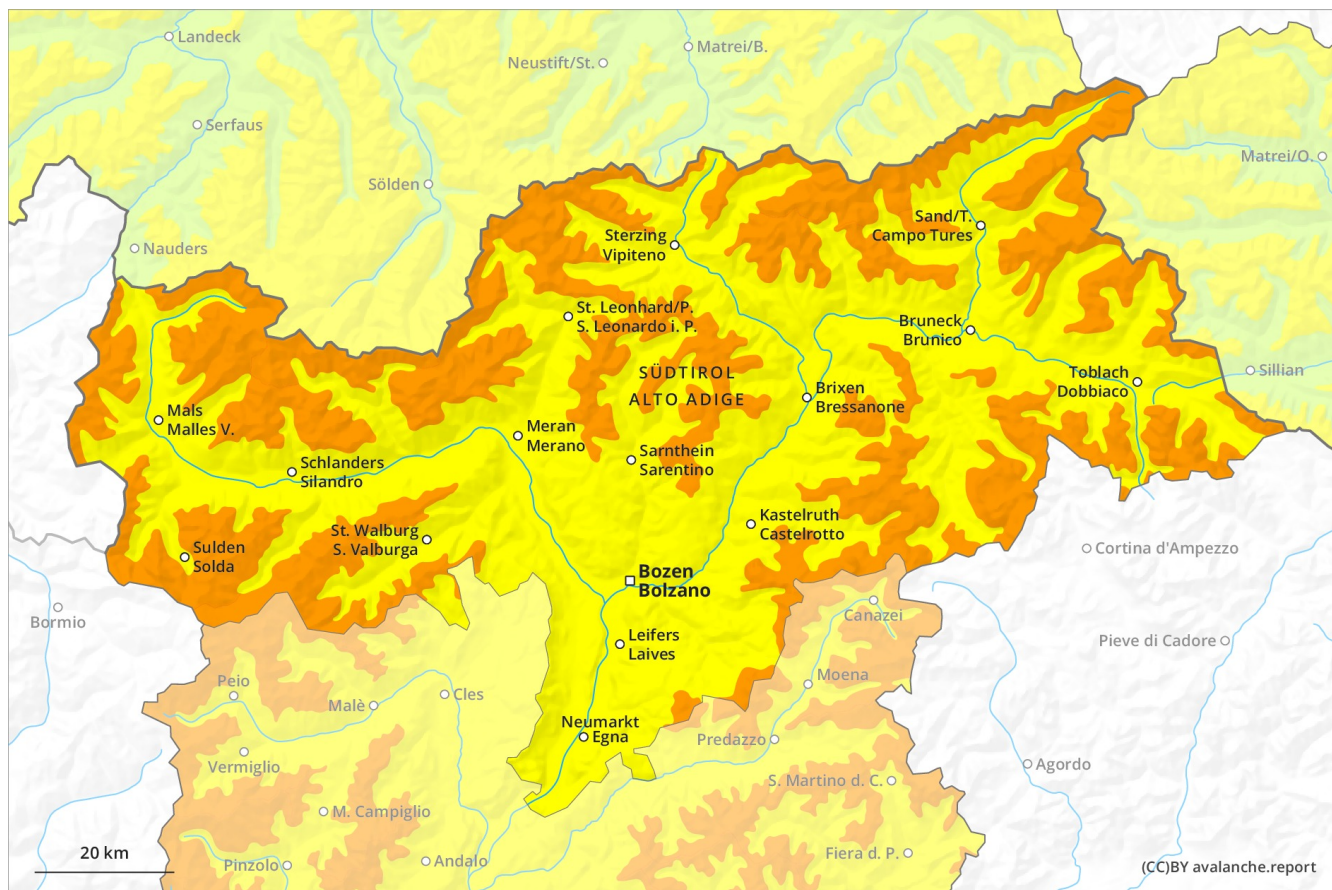 Landeck
Matrei/B.
Neustift/St.
Serfaus
Matrei/O.
Sölden
Sand/T.
Campo Tures
Nauders
Sterzing
Vipiteno
St. Leonhard/P.
S. Leonardo i. P.
Bruneck
Brunico
SÜDTIROL
ALTO ADIGE
Toblach
Dobbiaco
Sillian
Brixen
Bressanone
Mals
Malles V.
Meran
Merano
Sarnthein
Sarentino
Schlanders
Silandro
Kastelruth
Castelrotto
St. Walburg
S. Valburga
Sulden
Solda
Cortina d'Ampezzo
Bozen
Bolzano
Bormio
Canazei
Leifers
Laives
Pieve di Cadore
Peio
Moena
Malè
Cles
Neumarkt
Egna
Predazzo
Vermiglio
Agordo
S. Martino d. C.
M. Campiglio
20 km
Andalo
Fiera d. P.
Pinzolo
(CC)BY avalanche.report